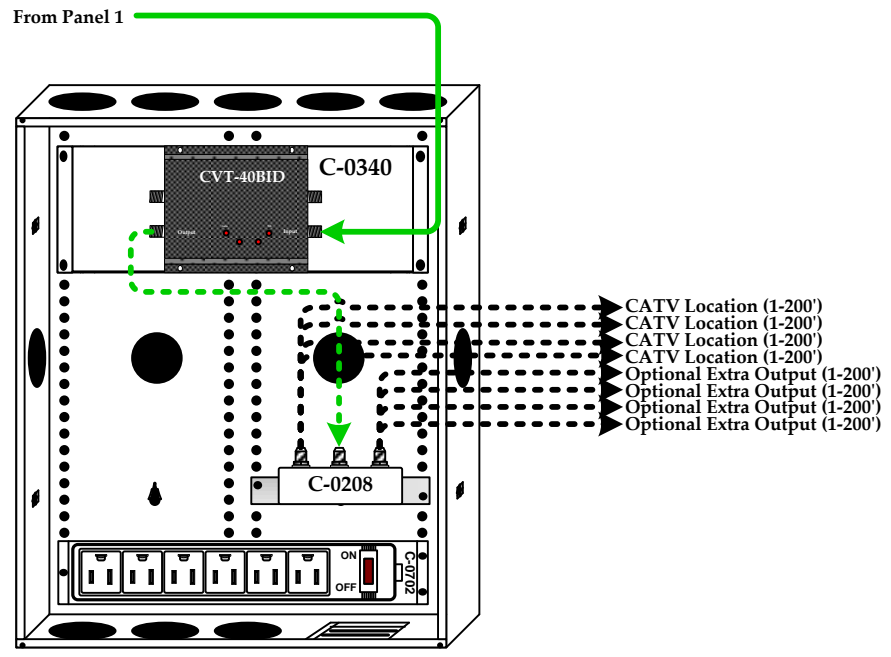 From Panel 1
CVT-40BID
C-0340
Output
Input
CATV Location (1-200')
CATV Location (1-200')
CATV Location (1-200')
CATV Location (1-200')
Optional Extra Output (1-200')
Optional Extra Output (1-200')
Optional Extra Output (1-200')
Optional Extra Output (1-200')
C-0208
ON
OFF
C-0702